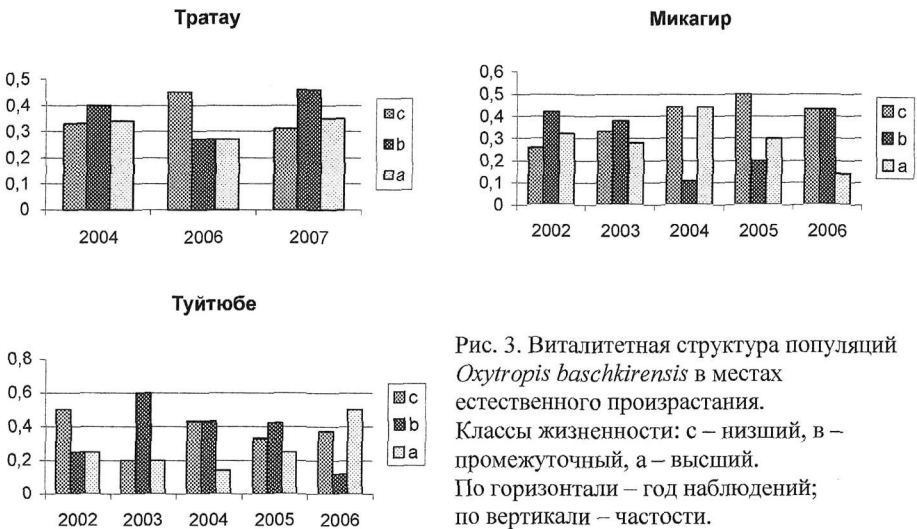 Тратау
0,5
0,4
0,3
0,2
0,1
0
2004 2006 2007
c
b
a
Микагир
0,6
0,5
0,4
0,3
0,2
0,1
0
2002 2003 2004 2005 2006
c
b
a
Туйтюбе
0,8
0,6
0,4
0,2
0
2002 2003 2004 2005 2006
c
b
a
Рис. 3. Виталитетная структура популяций
Oxytropis baschkirensis в местах
естественного произрастания.
Классы жизненности: с – низший, в –
промежуточный, а – высший.
По горизонтали – год наблюдений;
по вертикали – частости.